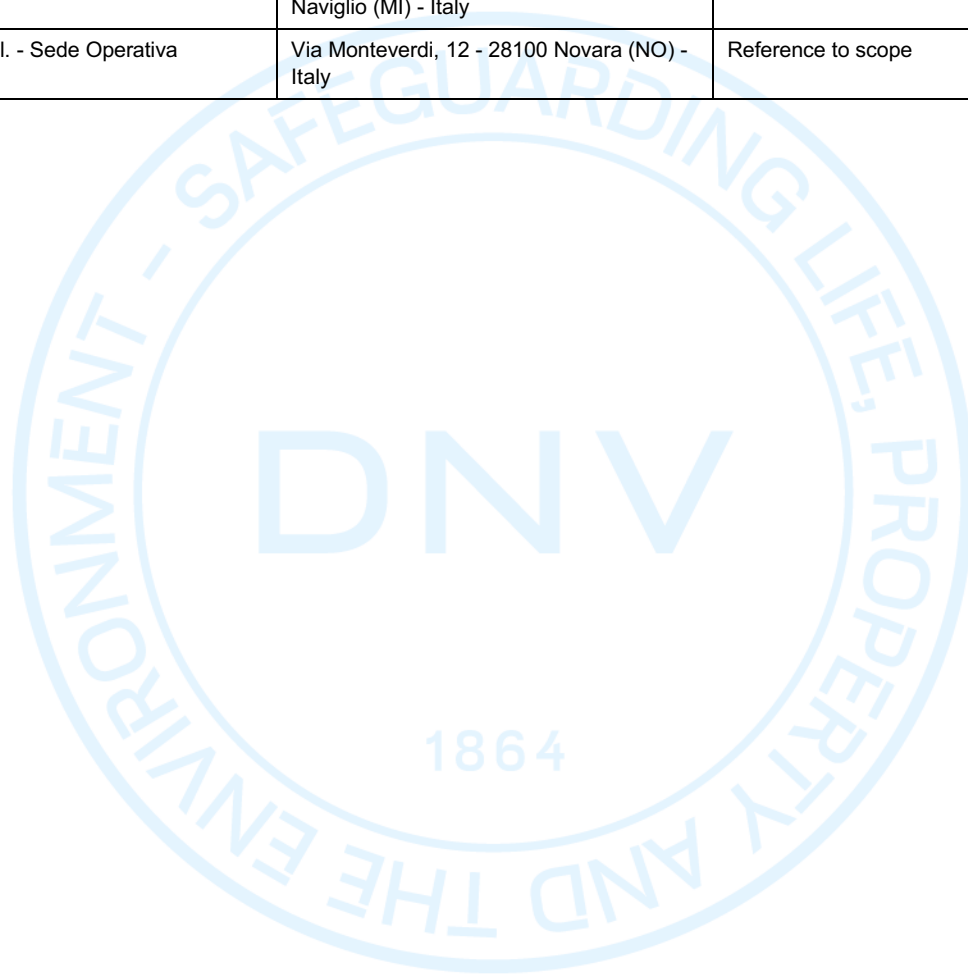 Naviglio (MI) - Italy
l. - Sede Operativa
Via Monteverdi, 12 - 28100 Novara (NO) -
Italy
Reference to scope
SAFEGUARDING LIFE, PROPERTY AND THE ENVIRONMENT -
DNV
1864